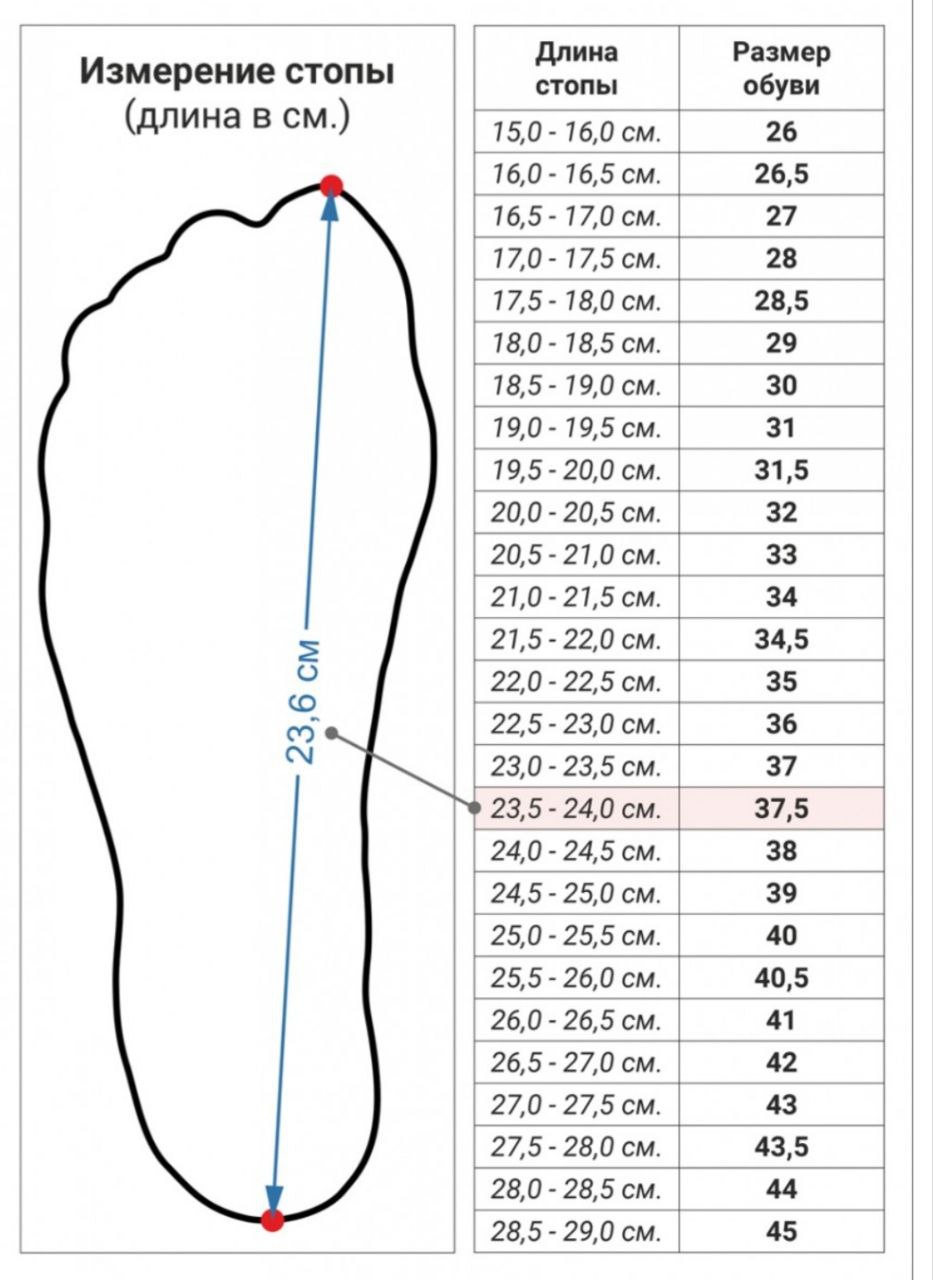 Измерение стопы
(длина в см.)
23,6 см
Длина стопы Размер обуви
15,0 - 16,0 см. 26
16,0 - 16,5 см. 26,5
16,5 - 17,0 см. 27
17,0 - 17,5 см. 28
17,5 - 18,0 см. 28,5
18,0 - 18,5 см. 29
18,5 - 19,0 см. 30
19,0 - 19,5 см. 31
19,5 - 20,0 см. 31,5
20,0 - 20,5 см. 32
20,5 - 21,0 см. 33
21,0 - 21,5 см. 34
21,5 - 22,0 см. 34,5
22,0 - 22,5 см. 35
22,5 - 23,0 см. 36
23,0 - 23,5 см. 37
23,5 - 24,0 см. 37,5
24,0 - 24,5 см. 38
24,5 - 25,0 см. 39
25,0 - 25,5 см. 40
25,5 - 26,0 см. 40,5
26,0 - 26,5 см. 41
26,5 - 27,0 см. 42
27,0 - 27,5 см. 43
27,5 - 28,0 см. 43,5
28,0 - 28,5 см. 44
28,5 - 29,0 см. 45